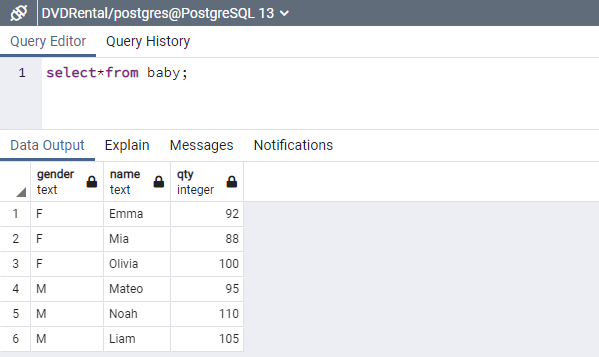 DVDRental/postgres@PostgreSQL 13
Query Editor Query History
1 select*from baby;
Data Output Explain Messages Notifications
gender name qty
text text integer
1 F Emma 92
2 F Mia 88
3 F Olivia 100
4 M Mateo 95
5 M Noah 110
6 M Liam 105